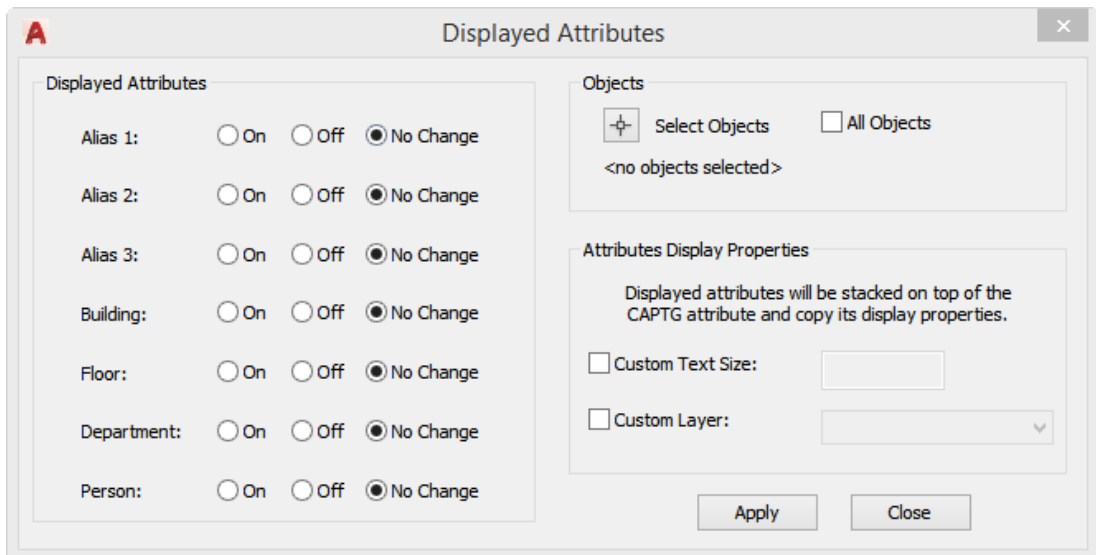 Displayed Attributes
Displayed Attributes
Alias 1: On Off No Change
Alias 2: On Off No Change
Alias 3: On Off No Change
Building: On Off No Change
Floor: On Off No Change
Department: On Off No Change
Person: On Off No Change
Objects
Select Objects All Objects
<no objects selected>
Attributes Display Properties
Displayed attributes will be stacked on top of the
CAPTG attribute and copy its display properties.
Custom Text Size:
Custom Layer:
Apply Close